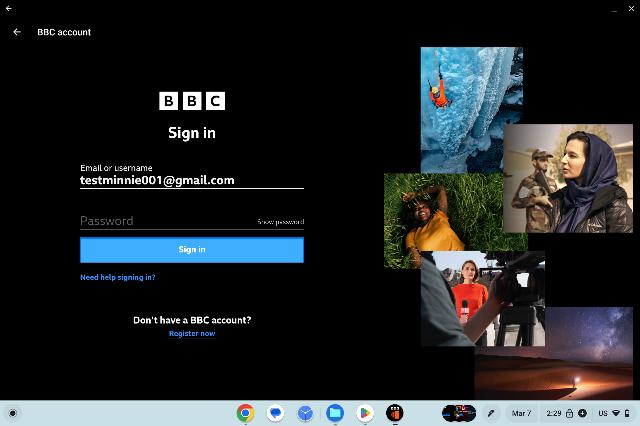 BBC account
B B C
Sign in
Email or username
testminnie001@gmail.com
Password
Show password
Sign in
Need help signing in?
Don't have a BBC account?
Register now
Mar 7
2:29
US